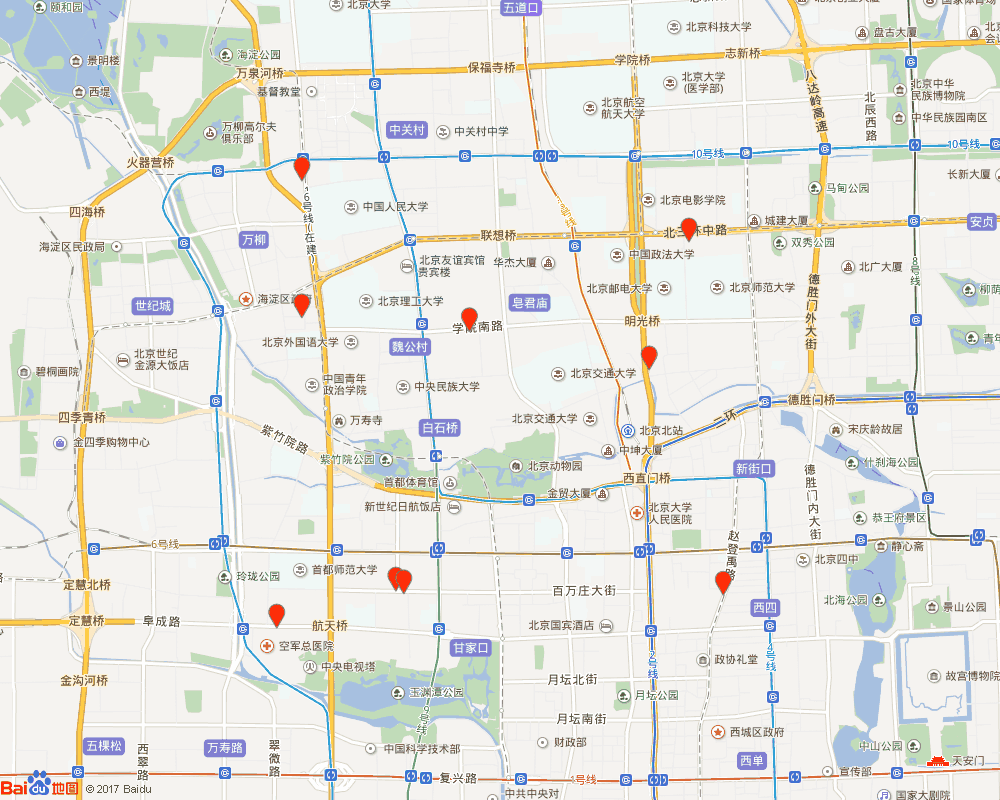 颐和园
北京大学
五道口
北京科技大学
盘古大厦
景明楼
海淀公园
万泉河桥
保福寺桥
学院桥
志新桥
西堤
基督教堂
北京大学
(医学部)
北京中华
民族博物院
北京航空
航天大学
八达岭高速
北辰西路
中华民族园南区
万柳高尔夫
俱乐部
中关村
中关村中学
火器营桥
10号线
10号线
长新大厦
马甸公园
16号线(在建)
四海桥
中国人民大学
北京电影学院
城建大厦
安贞
海淀区民政局
万柳
联想桥
北三环中路
双秀公园
中国政法大学
北京友谊宾馆
贵宾楼
华杰大厦
北广大厦
8号线
世纪城
海淀区政府
北京理工大学
皂君庙
北京邮电大学
北京师范大学
德胜门外大街
学院南路
明光桥
北京外国语大学
魏公村
北京世纪
金源大饭店
碧桐画院
中国青年
政治学院
中央民族大学
北京交通大学
四季青桥
万寿寺
白石桥
北京交通大学
北京北站
二环
德胜门桥
宋庆龄故居
金四季购物中心
紫竹院路
紫竹院公园
北京动物园
中坤大厦
新街口
什刹海公园
德胜门内大街
首都体育馆
金贸大厦
西直门桥
新世纪日航饭店
北京大学
人民医院
恭王府景区
6号线
赵登禹路
静心斋
北京四中
定慧北桥
玲珑公园
首都师范大学
百万庄大街
西四
北海公园
景山公园
定慧桥
阜成路
航天桥
北京国宾酒店
空军总医院
甘家口
2号线
4号线
政协礼堂
中央电视塔
金沟河桥
玉渊潭公园
月坛北街
月坛公园
故宫博物院
9号线
月坛南街
西城区政府
五棵松
西翠路
万寿路
翠微路
中国科学技术部
财政部
西单
中山公园
天安门
复兴路
1号线
宣传部
中共中央对
国家大剧院
Bai du 地图
© 2017 Baidu